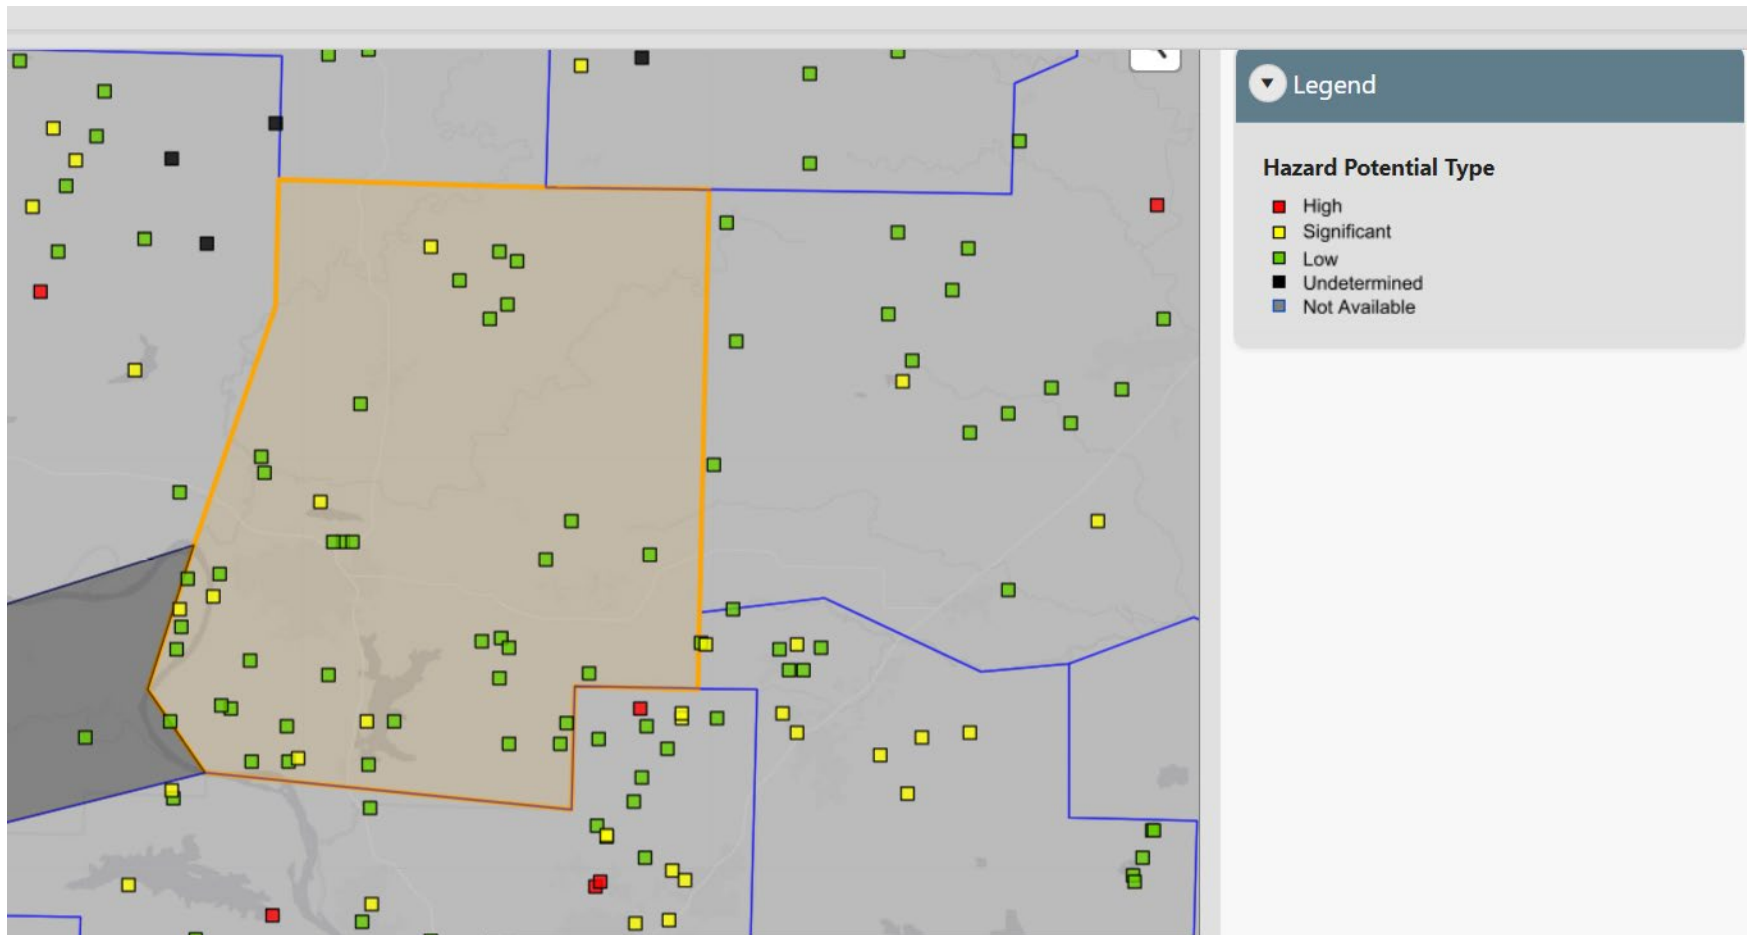 Legend
Hazard Potential Type
High
Significant
Low
Undetermined
Not Available